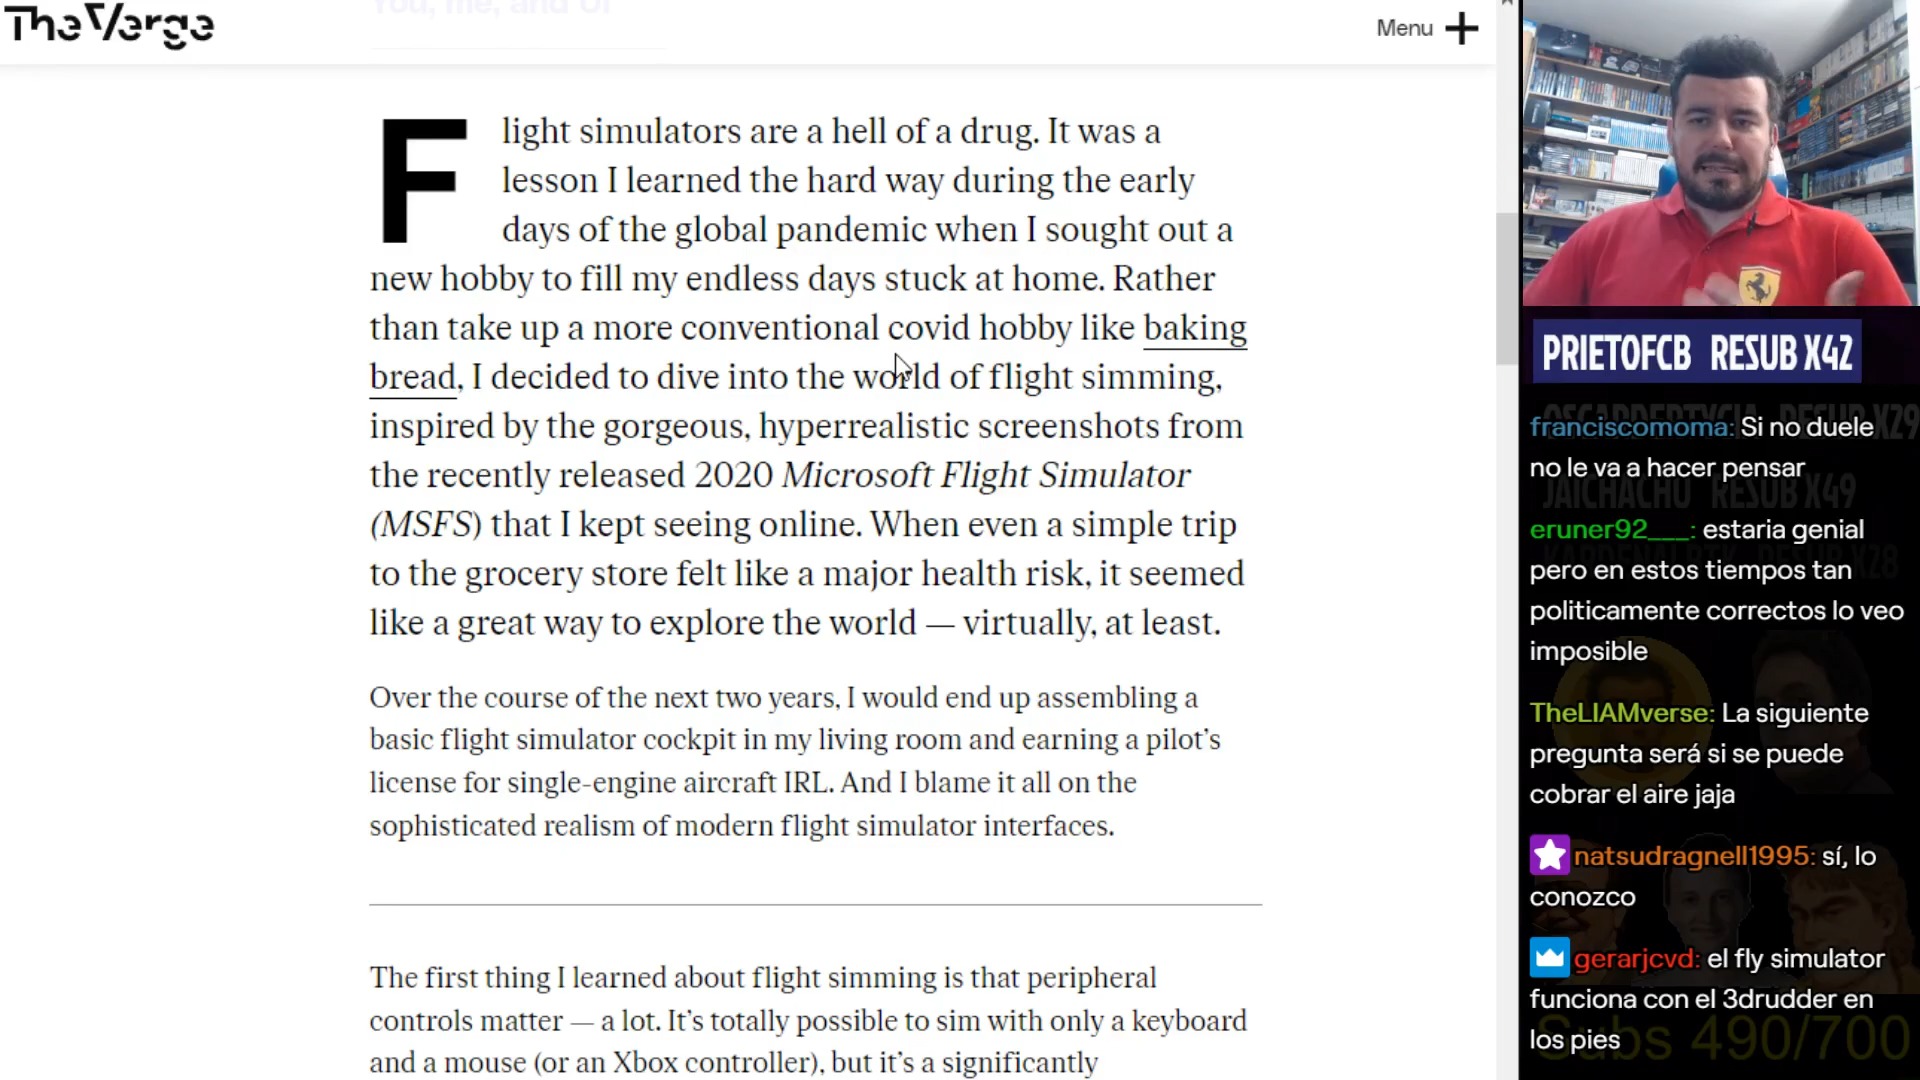 You, me, and UI
The Verge
Menu
Flight simulators are a hell of a drug. It was a
lesson I learned the hard way during the early
days of the global pandemic when I sought out a
new hobby to fill my endless days stuck at home. Rather
than take up a more conventional covid hobby like baking
bread, I decided to dive into the world of flight simming,
inspired by the gorgeous, hyperrealistic screenshots from
the recently released 2020 Microsoft Flight Simulator
(MSFS) that I kept seeing online. When even a simple trip
to the grocery store felt like a major health risk, it seemed
like a great way to explore the world — virtually, at least.
Over the course of the next two years, I would end up assembling a
basic flight simulator cockpit in my living room and earning a pilot’s
license for single-engine aircraft IRL. And I blame it all on the
sophisticated realism of modern flight simulator interfaces.
The first thing I learned about flight simming is that peripheral
controls matter — a lot. It’s totally possible to sim with only a keyboard
and a mouse (or an Xbox controller), but it’s a significantly
PRIETOFCB RESUB X42
RESUB X29
franciscomoma: Si no duele
no le va a hacer pensar
JAICHACHO RESUB X49
eruner92___: estaria genial
pero en estos tiempos tan
politicamente correctos lo veo
imposible
TheLIAMverse: La siguiente
pregunta será si se puede
cobrar el aire jaja
natsudragnell1995: sí, lo
conozco
gerarjcvd: el fly simulator
funciona con el 3drudder en
los pies
Subs 490/700